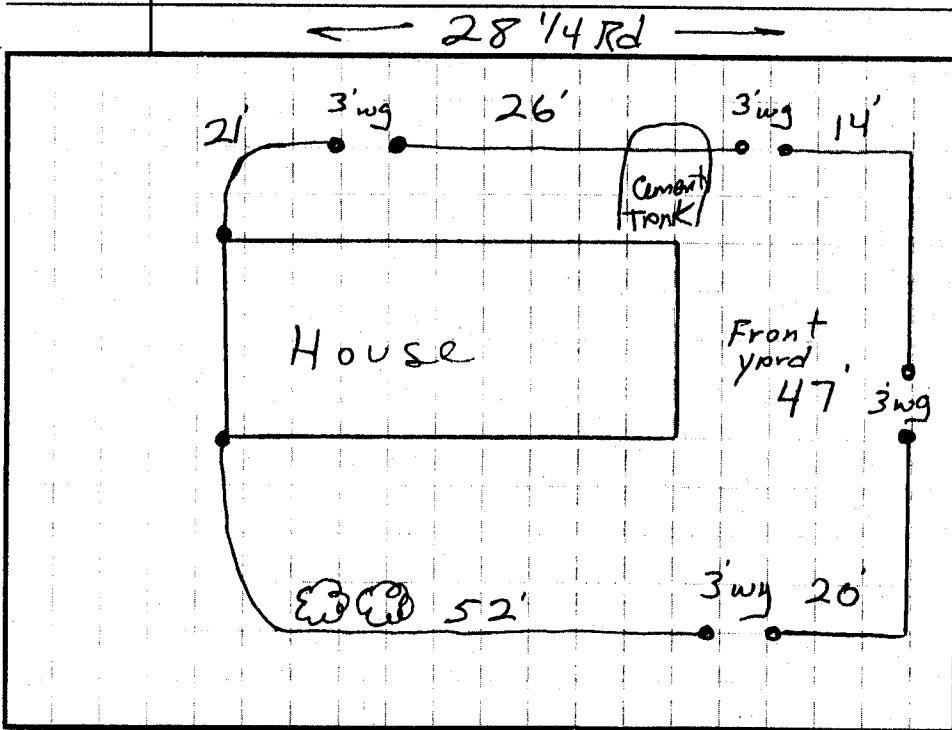 28 1/4 Rd
3'wg 26' 3'wg 14'
21'
Cement
Tank
House
Front
yard
47' 3'wg
52' 3'wg 20'